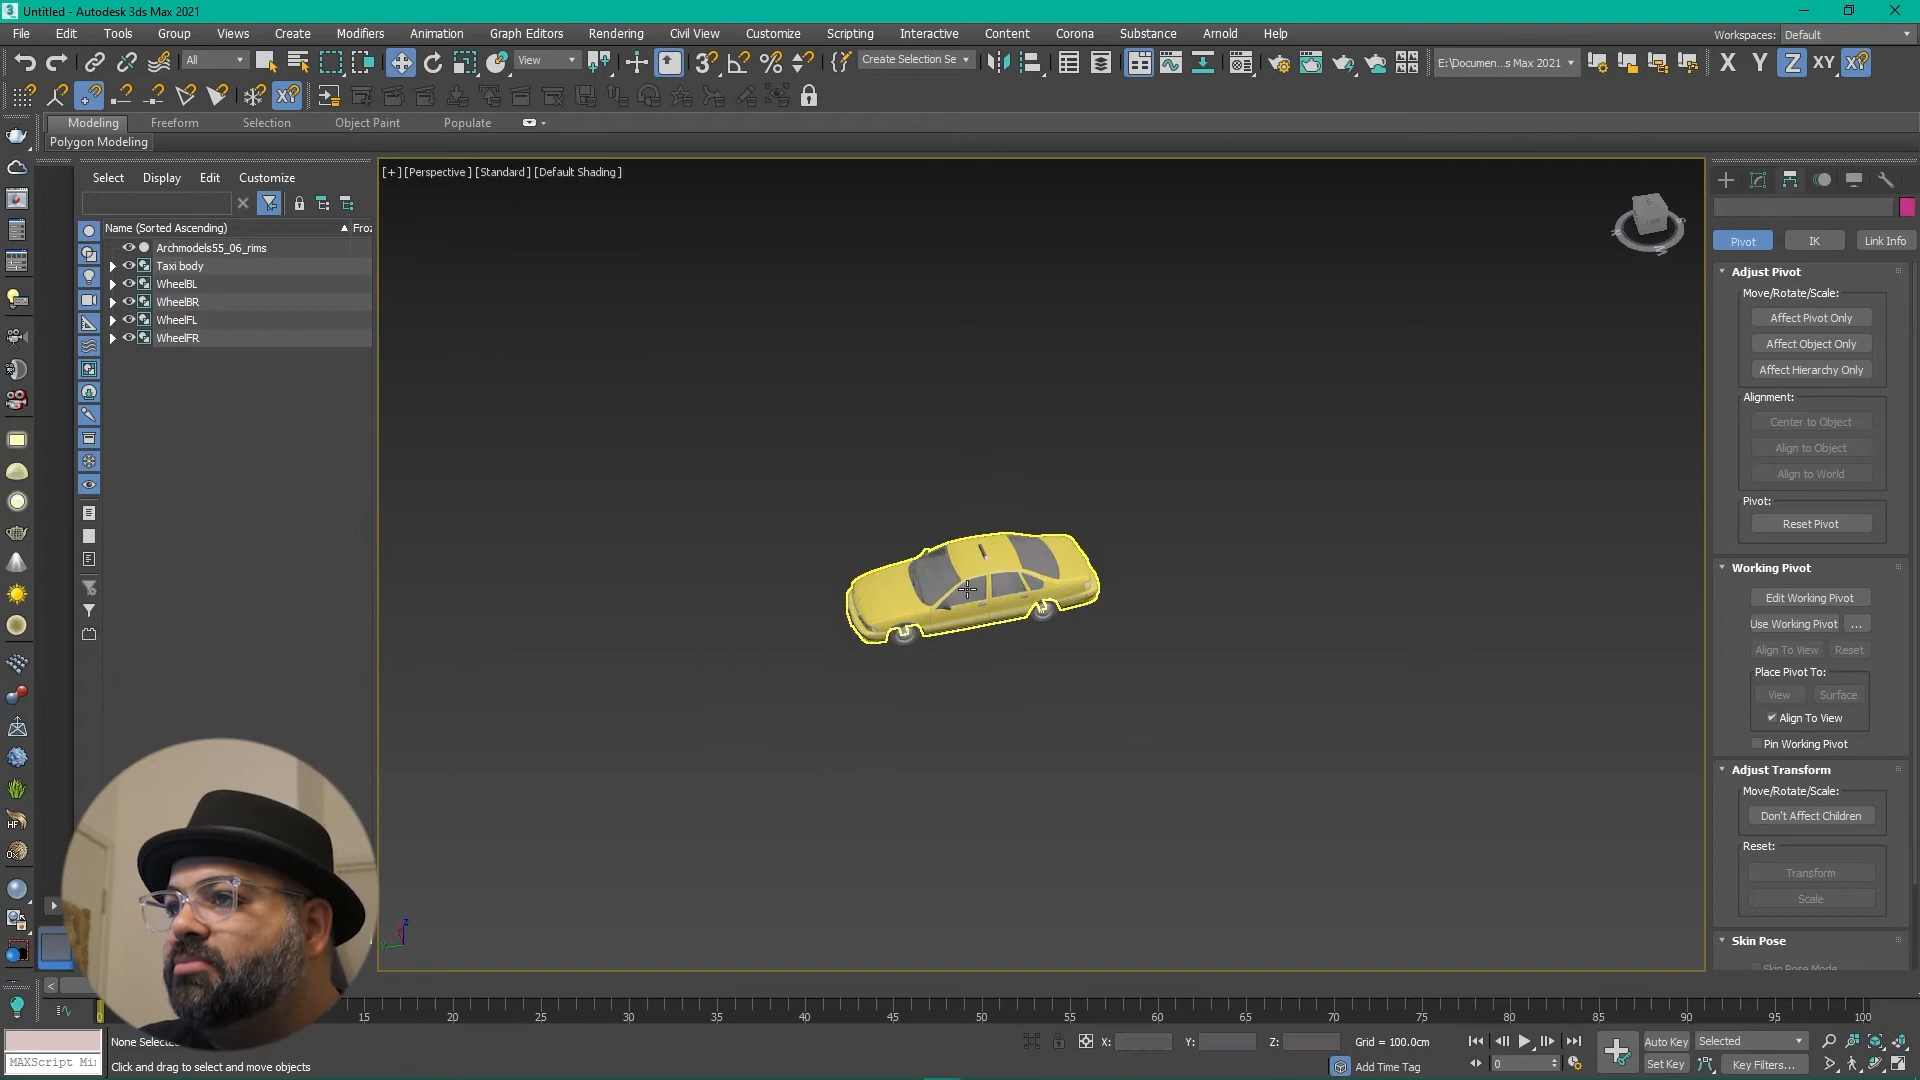 Untitled - Autodesk 3ds Max 2021
File Edit Tools Group Views Create Modifiers Animation Graph Editors Rendering Civil View Customize Scripting Interactive Content Corona Substance Arnold Help
Workspaces: Default
All
View
Create Selection Se
E:\Documen...s Max 2021
X Y Z XY XY
Modeling Freeform Selection Object Paint Populate
Polygon Modeling
Select Display Edit Customize
Name (Sorted Ascending) Froz
Archmodels55_06_rims
Taxi body
WheelBL
WheelBR
WheelFL
WheelFR
[+] [Perspective] [Standard] [Default Shading]
Pivot IK Link Info
Adjust Pivot
Move/Rotate/Scale:
Affect Pivot Only
Affect Object Only
Affect Hierarchy Only
Alignment:
Center to Object
Align to Object
Align to World
Pivot:
Reset Pivot
Working Pivot
Edit Working Pivot
Use Working Pivot ...
Align To View Reset
Place Pivot To:
View Surface
Align To View
Pin Working Pivot
Adjust Transform
Move/Rotate/Scale:
Don't Affect Children
Reset:
Transform
Scale
Skin Pose
Skin Pose Mode
0 15 20 25 30 35 40 45 50 55 60 65 70 75 80 85 90 95 100
None Selected
X: Y: Z: Grid = 100.0cm
Auto Key Selected
MAXScript Mi
Click and drag to select and move objects
Add Time Tag
0
Set Key Key Filters...